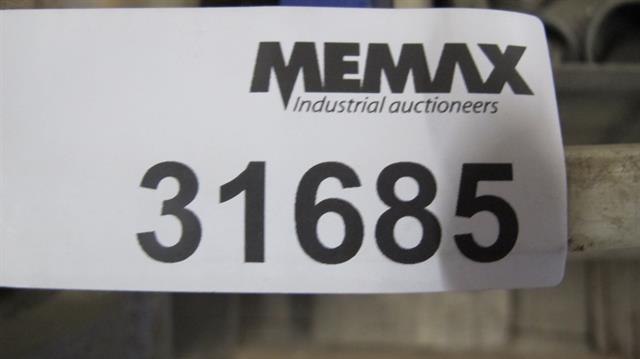 MEMAX
Industrial auctioneers
31685